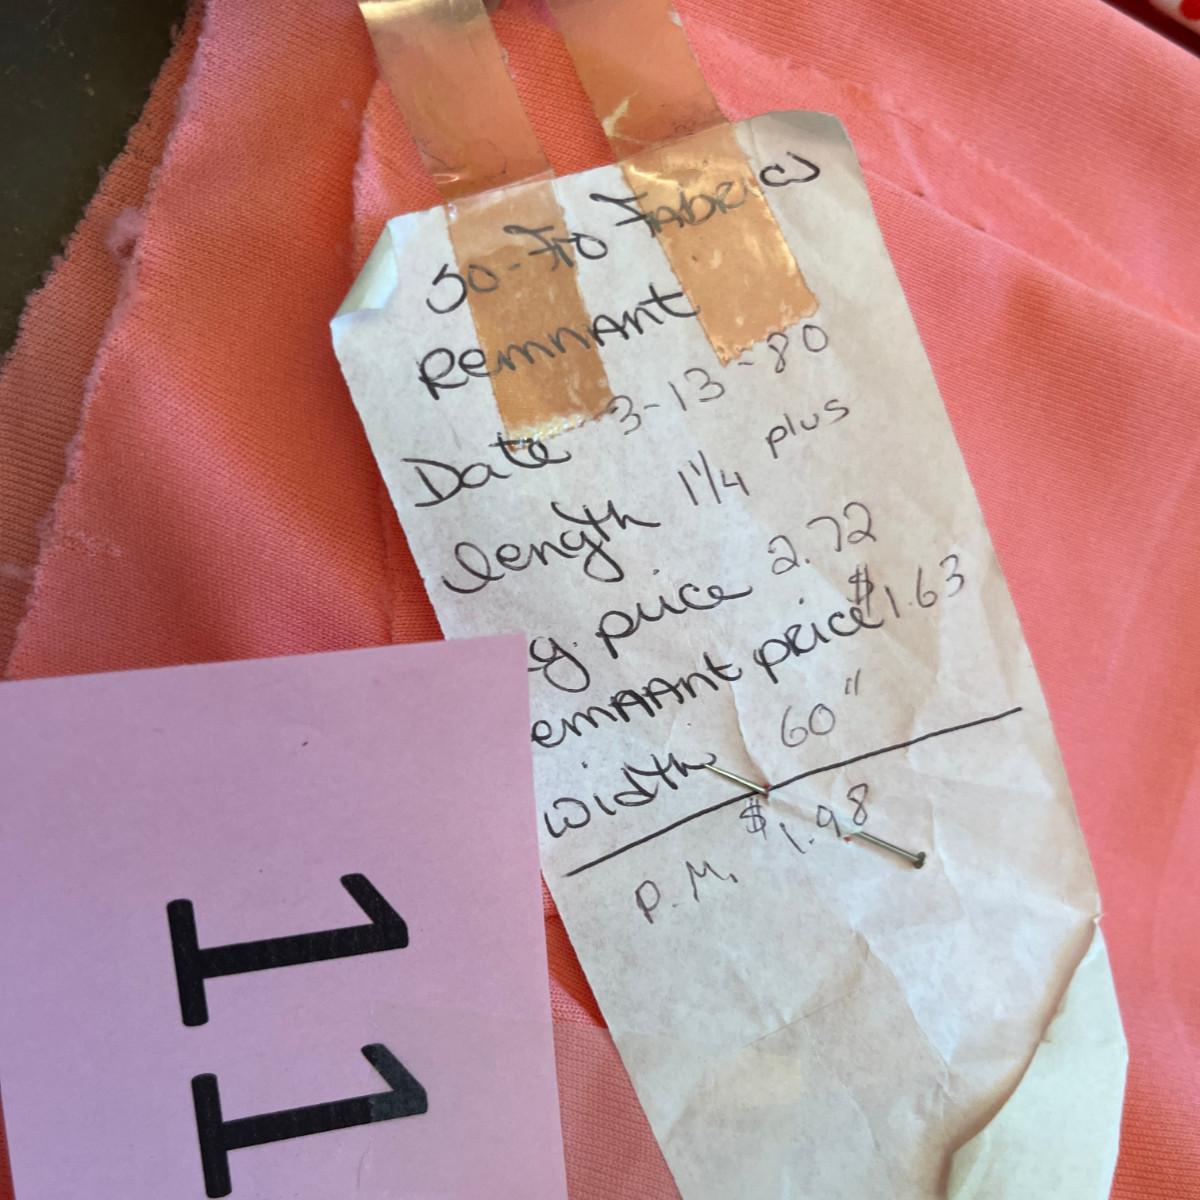 So-Fro Fabrics
Remnant
Date 3-13-80
length 1 1/4 plus
g. price 2.72
emnant price $1.63
width 60"
P.M. $1.98
11